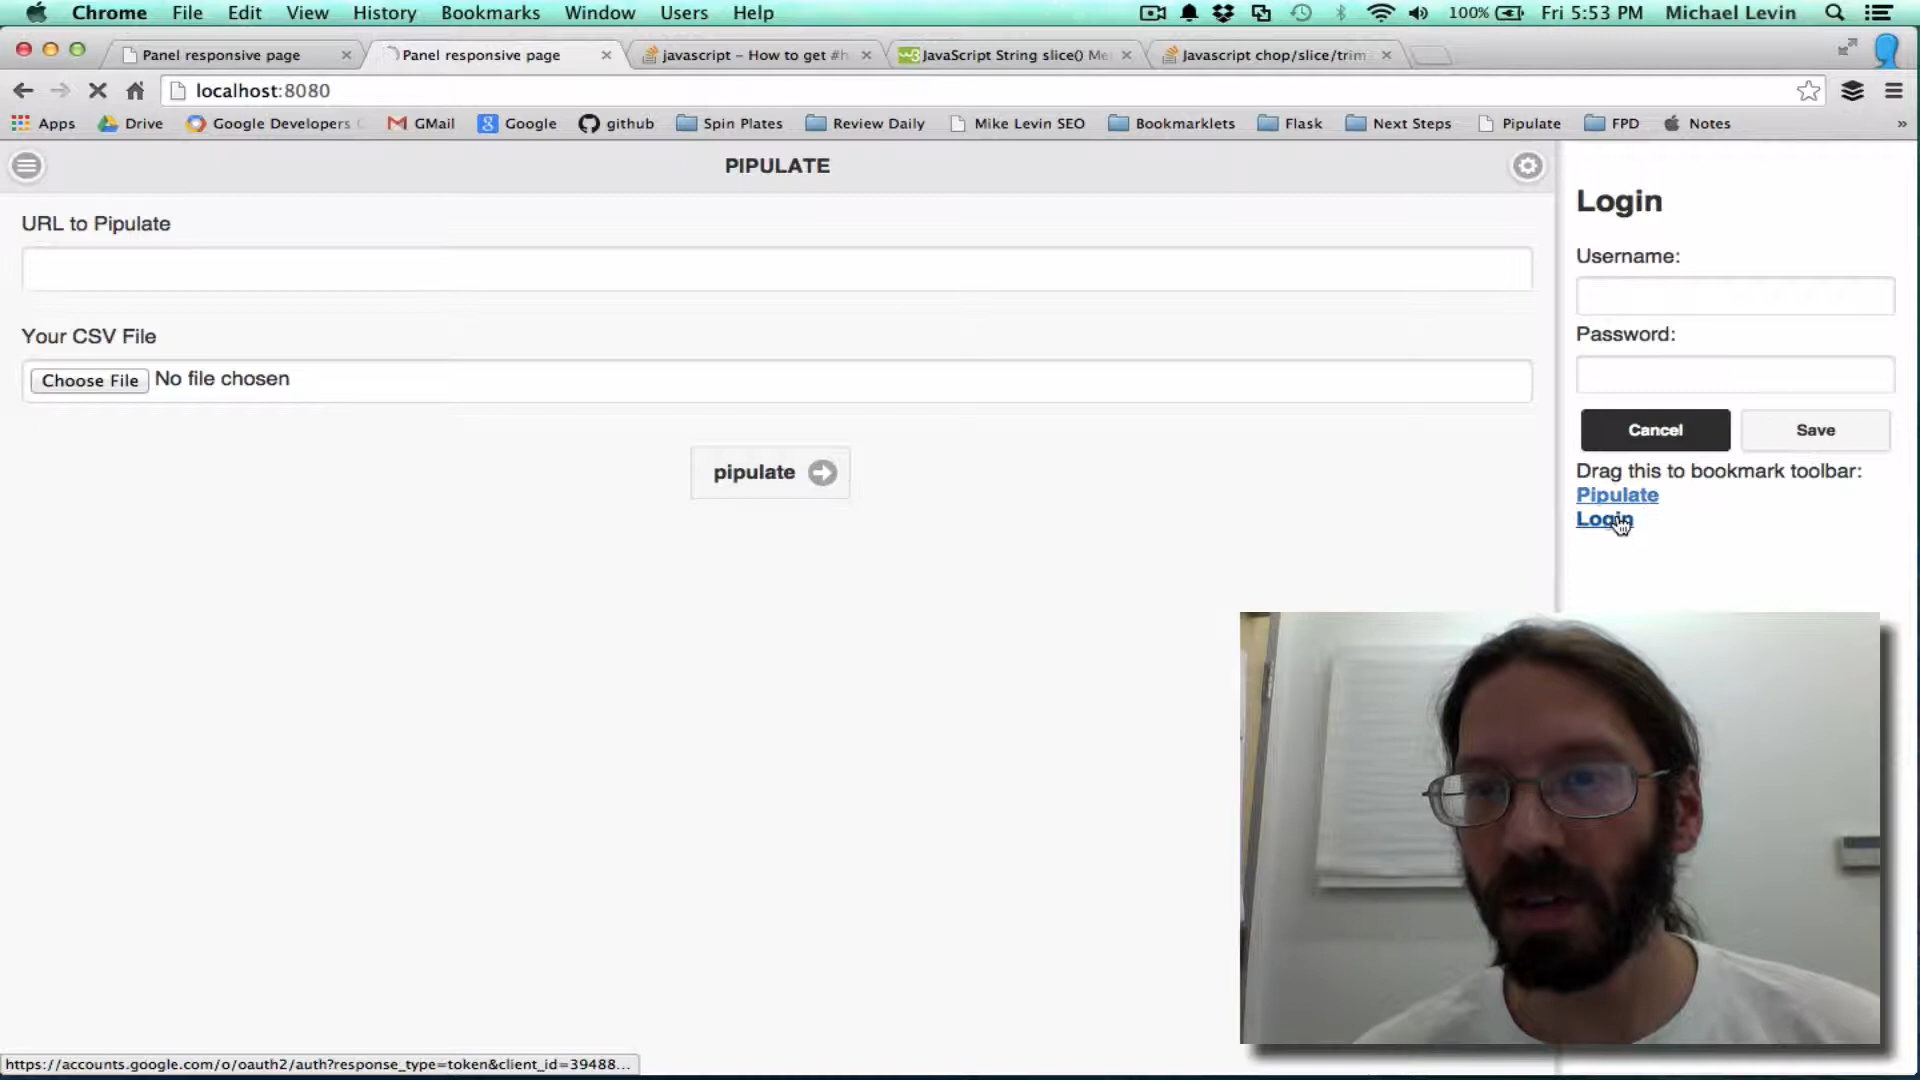 Chrome File Edit View History Bookmarks Window Users Help 100% Fri 5:53 PM Michael Levin
Panel responsive page Panel responsive page javascript – How to get #h JavaScript String slice() Me Javascript chop/slice/trim
localhost:8080
Apps Drive Google Developers GMail Google github Spin Plates Review Daily Mike Levin SEO Bookmarklets Flask Next Steps Pipulate FPD Notes »
PIPULATE
URL to Pipulate
Your CSV File
Choose File No file chosen
pipulate
Login
Username:
Password:
Cancel Save
Drag this to bookmark toolbar:
Pipulate
Login
https://accounts.google.com/o/oauth2/auth?response_type=token&client_id=39488...